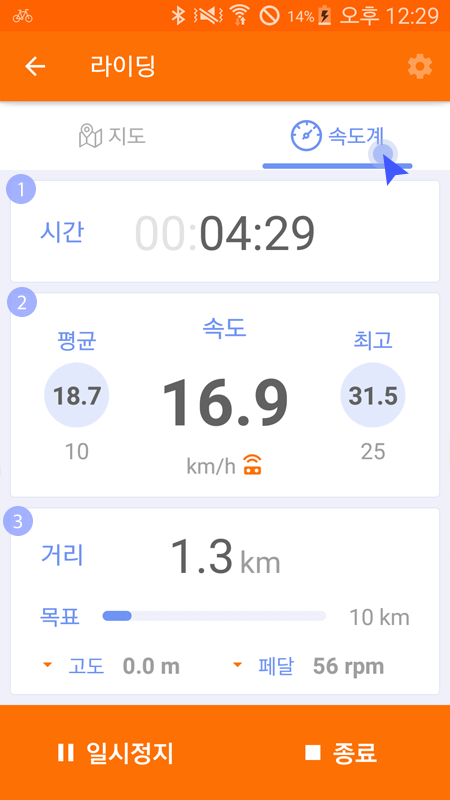 14% 오후 12:29
라이딩
지도 속도계
1
시간 00:04:29
2
속도
평균 최고
18.7 16.9 31.5
10 25
km/h
3
거리 1.3 km
목표 10 km
고도 0.0 m 페달 56 rpm
일시정지 종료